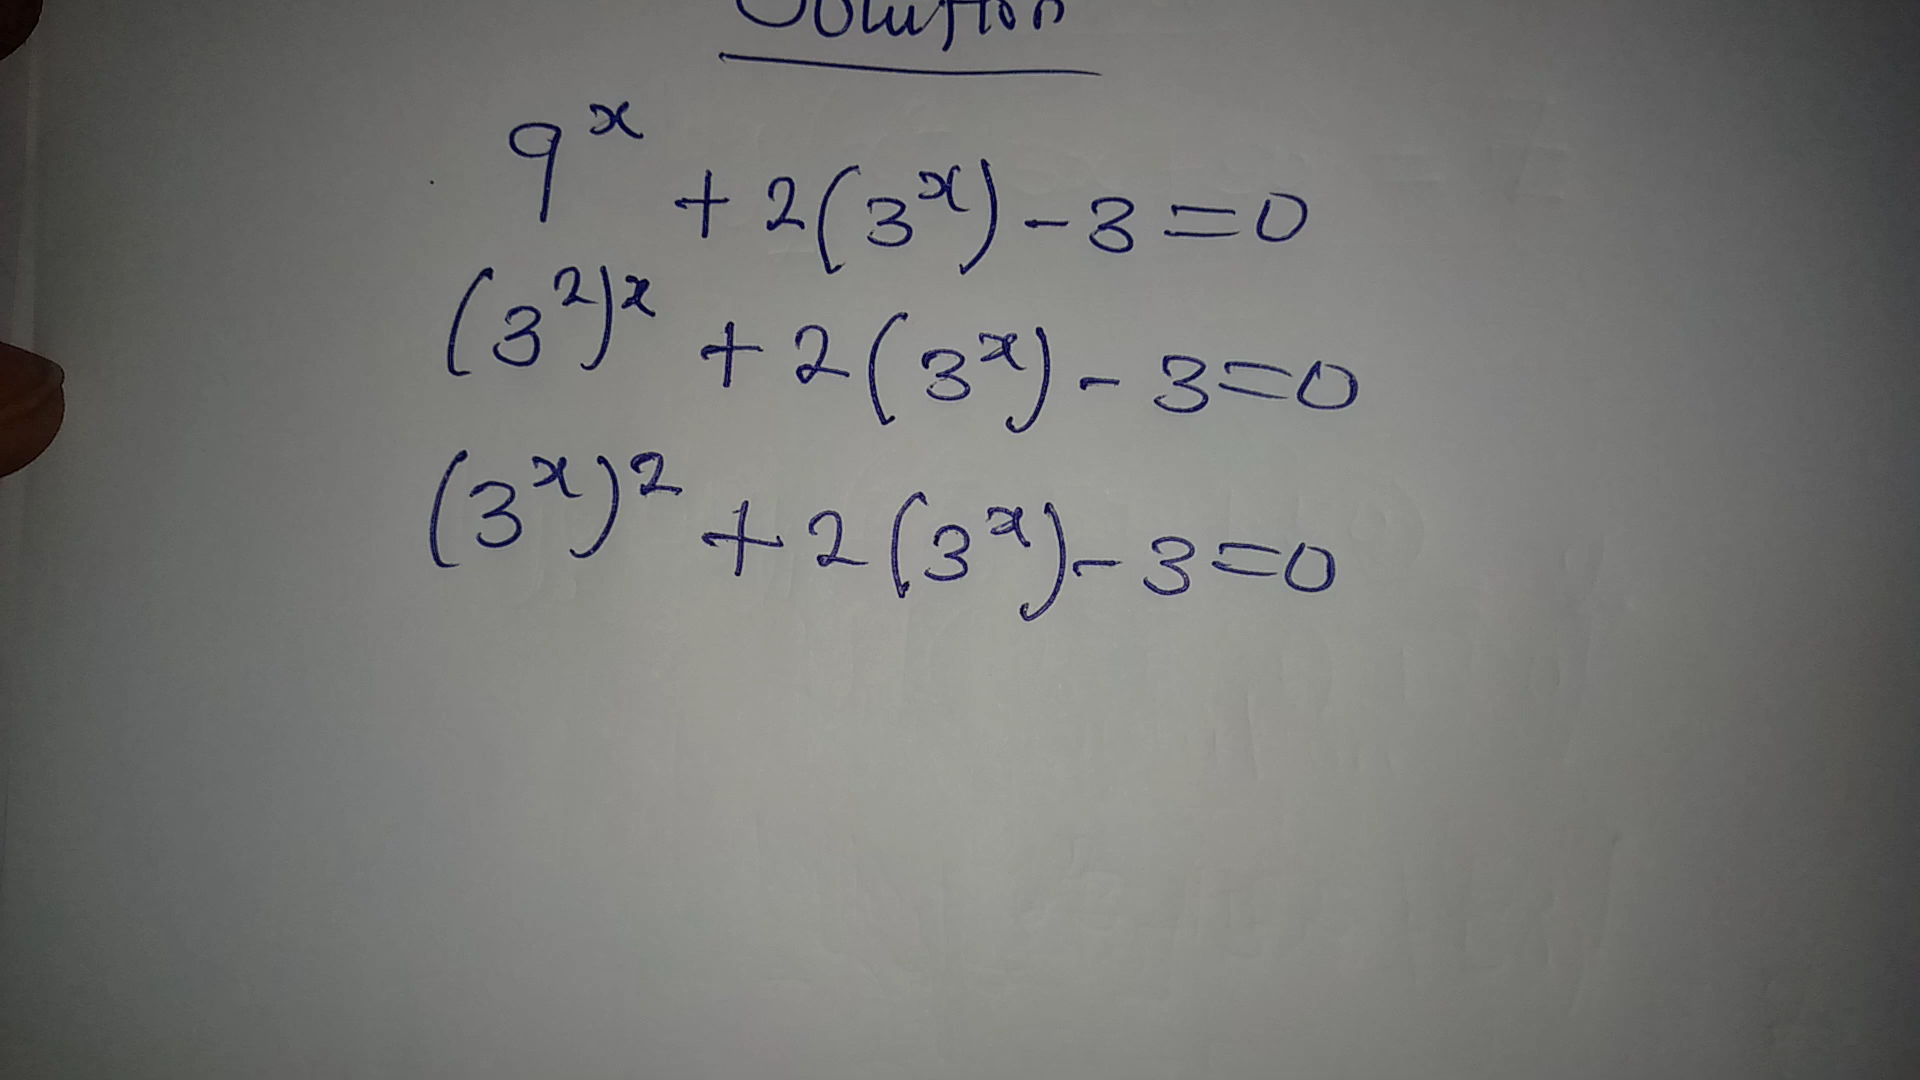 Solution
9^x + 2(3^x) - 3 = 0
(3^2)^x + 2(3^x) - 3 = 0
(3^x)^2 + 2(3^x) - 3 = 0